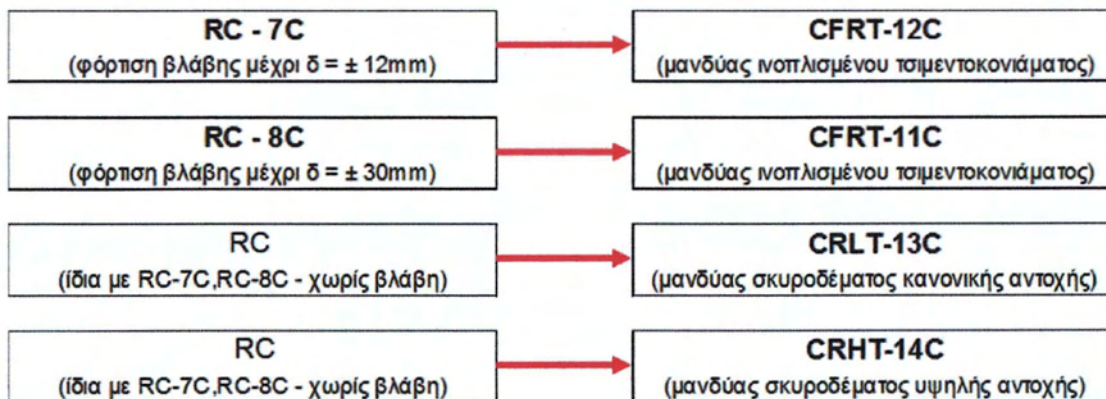 RC - 7C
(φόρτιση βλάβης μέχρι δ = ± 12mm)
CFRT-12C
(μανδύας ινοπλισμένου τσιμεντοκονιάματος)
RC - 8C
(φόρτιση βλάβης μέχρι δ = ± 30mm)
CFRT-11C
(μανδύας ινοπλισμένου τσιμεντοκονιάματος)
RC
(ίδια με RC-7C,RC-8C - χωρίς βλάβη)
CRLT-13C
(μανδύας σκυροδέματος κανονικής αντοχής)
RC
(ίδια με RC-7C,RC-8C - χωρίς βλάβη)
CRHT-14C
(μανδύας σκυροδέματος υψηλής αντοχής)